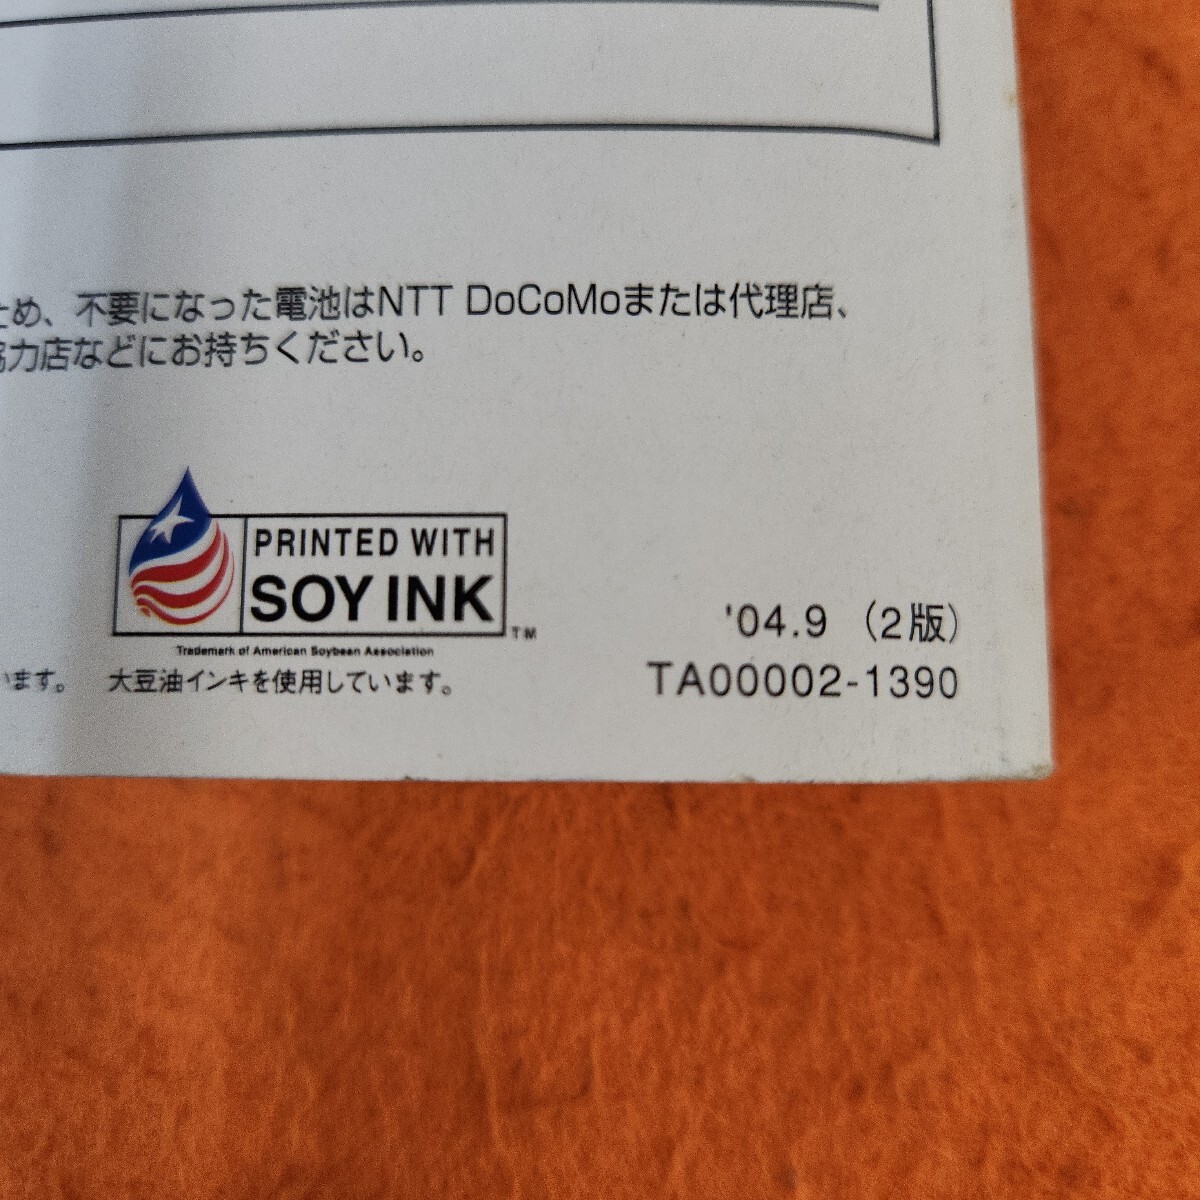 ため、不要になった電池はNTT DoCoMoまたは代理店、
協力店などにお持ちください。
PRINTED WITH
SOY INK
TM
Trademark of American Soybean Association
います。 大豆油インキを使用しています。
'04.9 (2版)
TA00002-1390